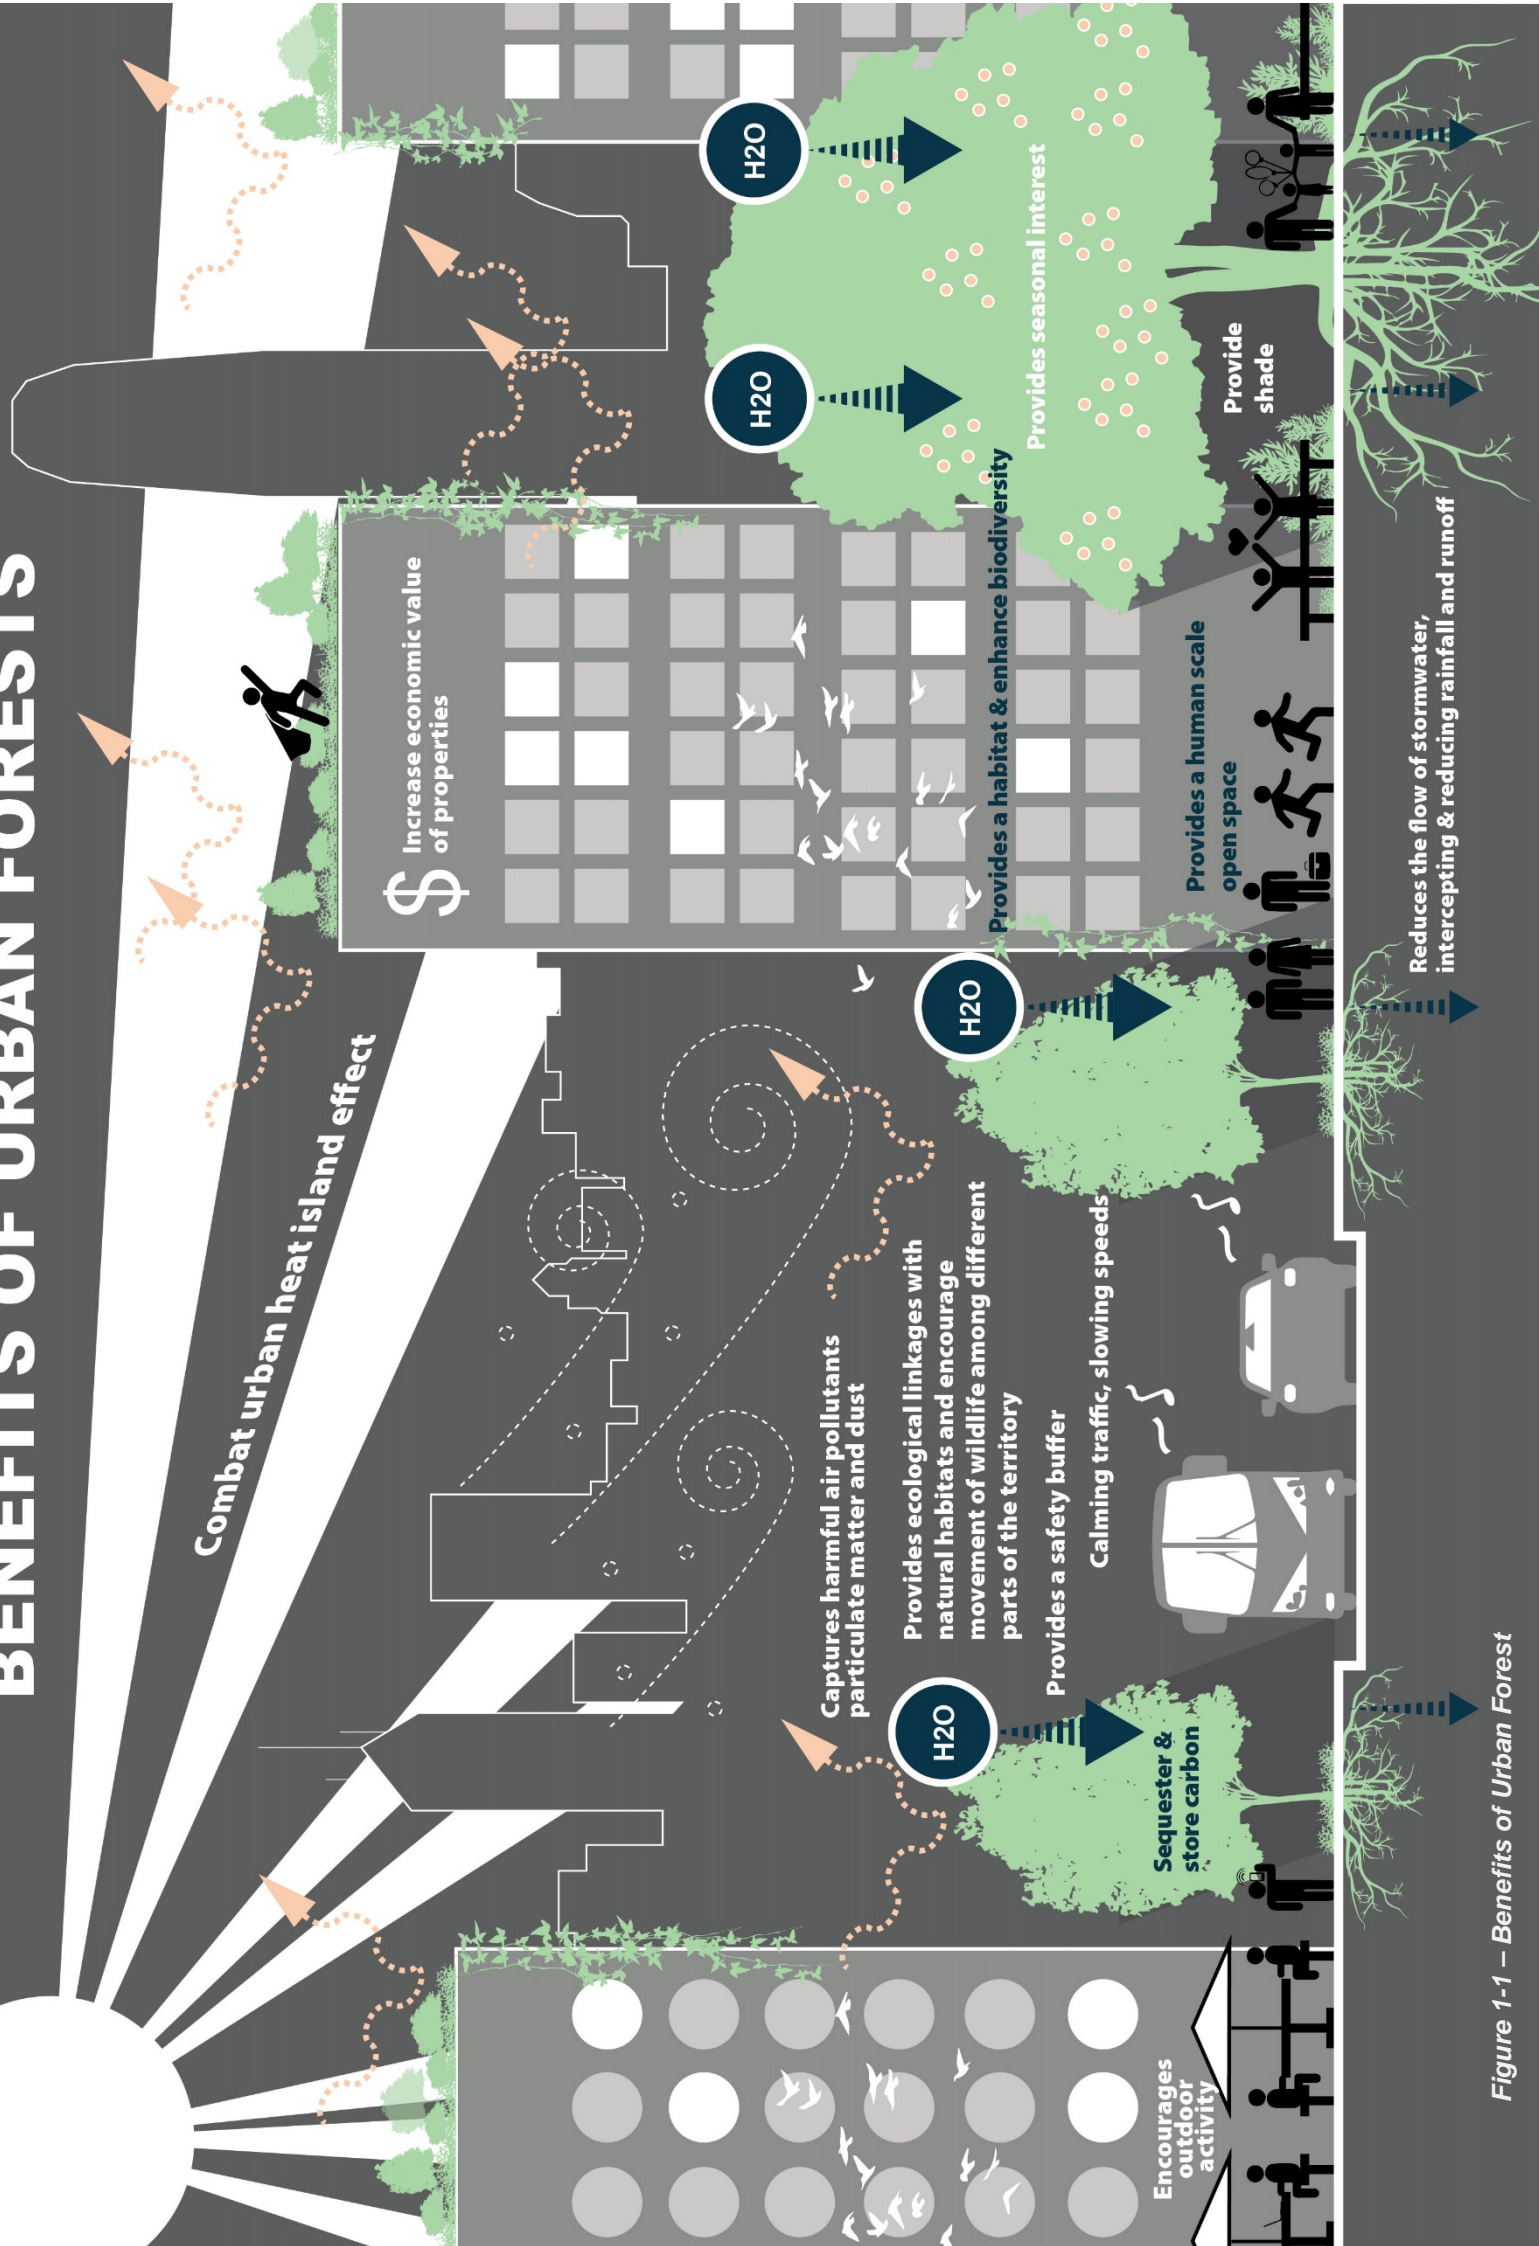 BENEFITS OF URBAN FORESTS
Combat urban heat island effect
$
Increase economic value
of properties
H2O
H2O
Provides seasonal interest
Captures harmful air pollutants
particulate matter and dust
Provides ecological linkages with
natural habitats and encourage
movement of wildlife among different
parts of the territory
Provides a safety buffer
Calming traffic, slowing speeds
H2O
H2O
Provides a habitat & enhance biodiversity
Sequester &
store carbon
Provides a human scale
open space
Provide
shade
Encourages
outdoor
activity
Reduces the flow of stormwater,
intercepting & reducing rainfall and runoff
Figure 1-1 – Benefits of Urban Forest